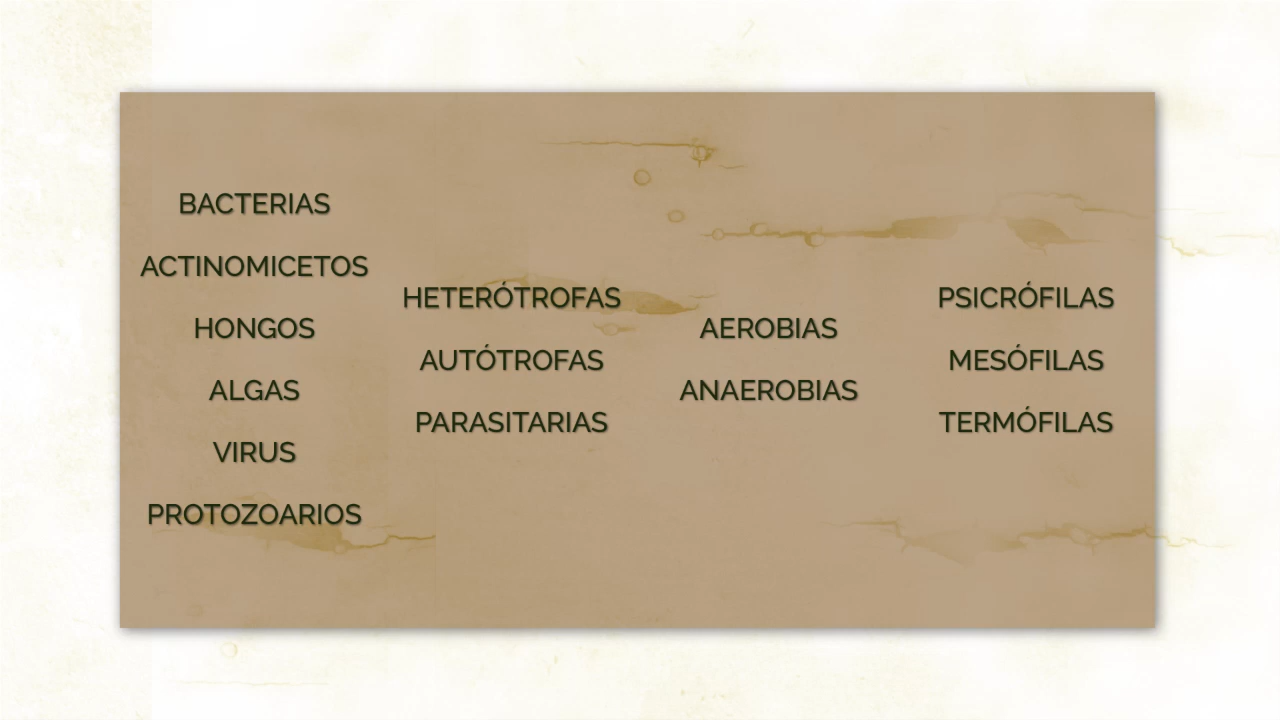 BACTERIAS
ACTINOMICETOS
HONGOS
ALGAS
VIRUS
PROTOZOARIOS
HETERÓTROFAS
AUTÓTROFAS
PARASITARIAS
AEROBIAS
ANAEROBIAS
PSICRÓFILAS
MESÓFILAS
TERMÓFILAS